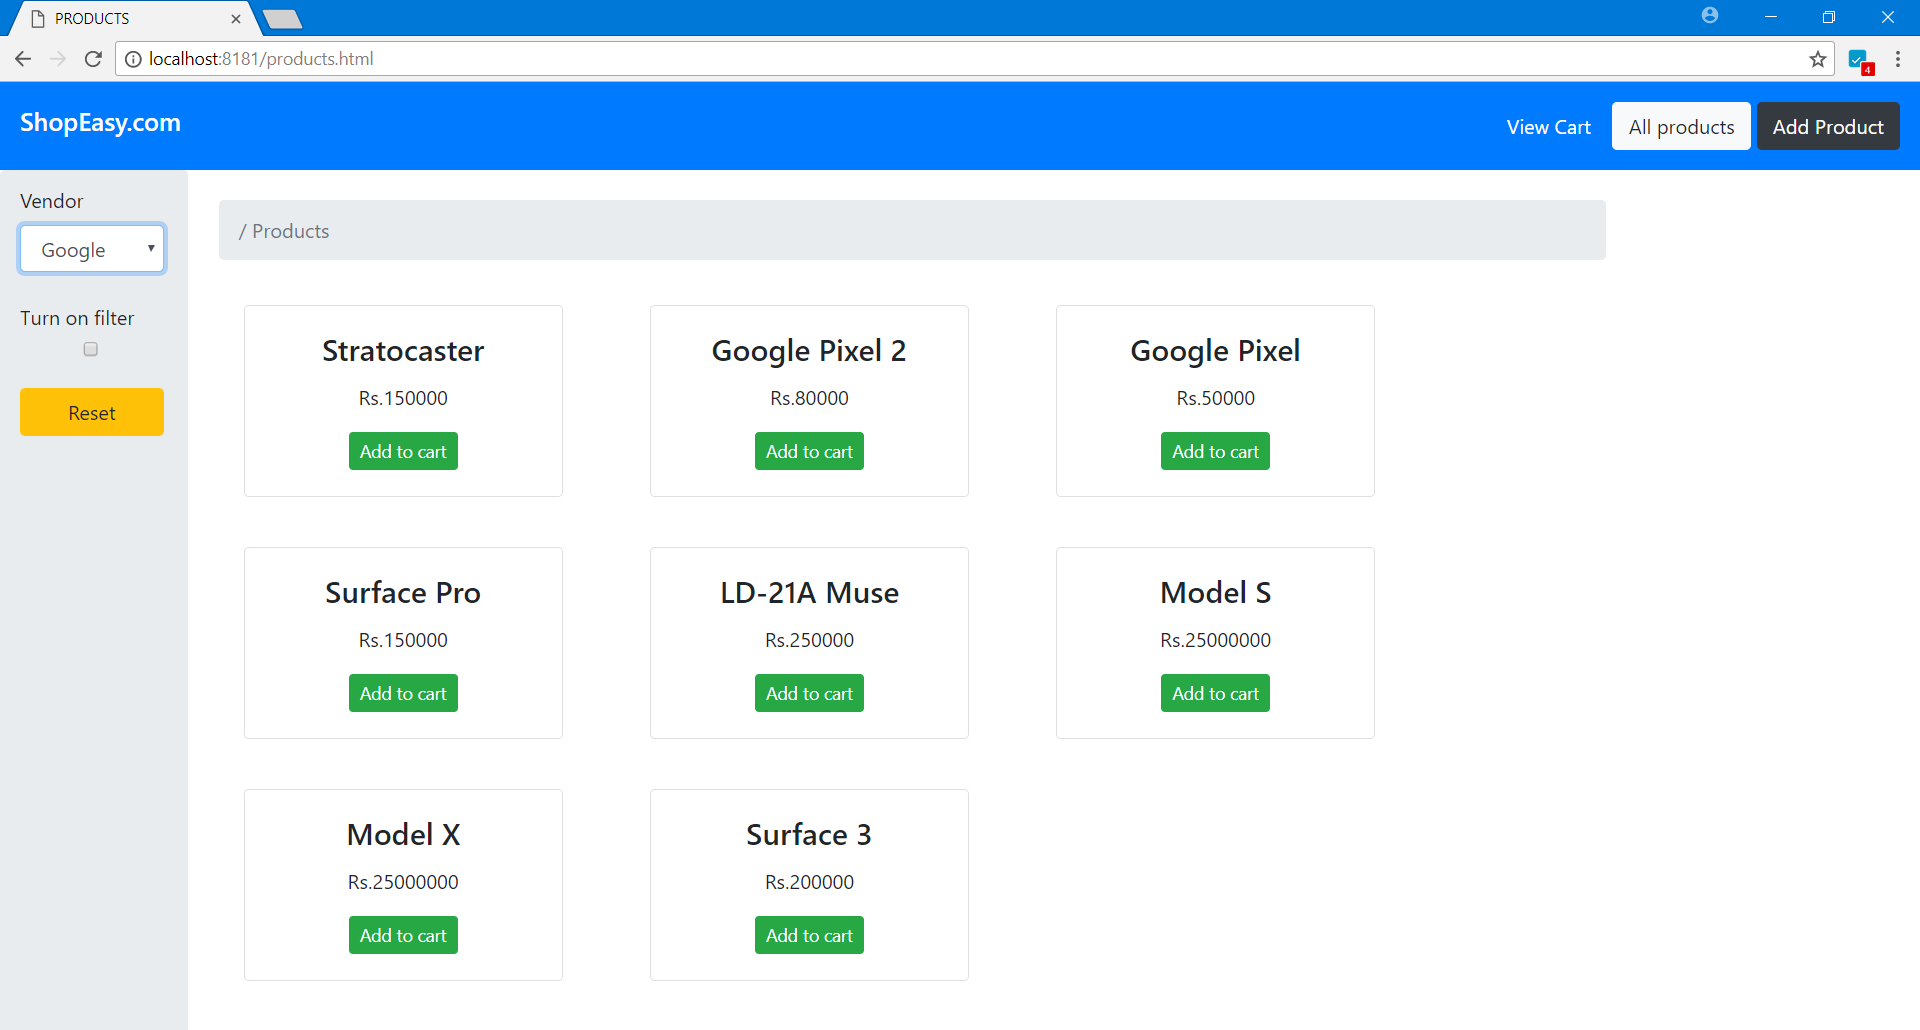 PRODUCTS
localhost:8181/products.html
4
ShopEasy.com
View Cart
All products
Add Product
Vendor
Google
Turn on filter
Reset
/ Products
Stratocaster
Rs.150000
Add to cart
Google Pixel 2
Rs.80000
Add to cart
Google Pixel
Rs.50000
Add to cart
Surface Pro
Rs.150000
Add to cart
LD-21A Muse
Rs.250000
Add to cart
Model S
Rs.25000000
Add to cart
Model X
Rs.25000000
Add to cart
Surface 3
Rs.200000
Add to cart